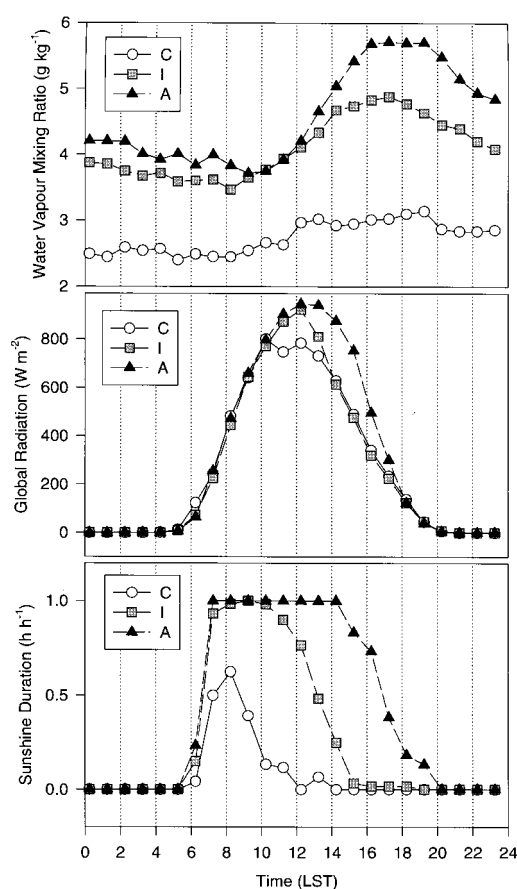 Water Vapour Mixing Ratio (g kg-1)
6
5
4
3
2
C
I
A
Global Radiation (W m-2)
800
600
400
200
0
C
I
A
Sunshine Duration (h h-1)
1.0
0.5
0.0
C
I
A
0 2 4 6 8 10 12 14 16 18 20 22 24
Time (LST)